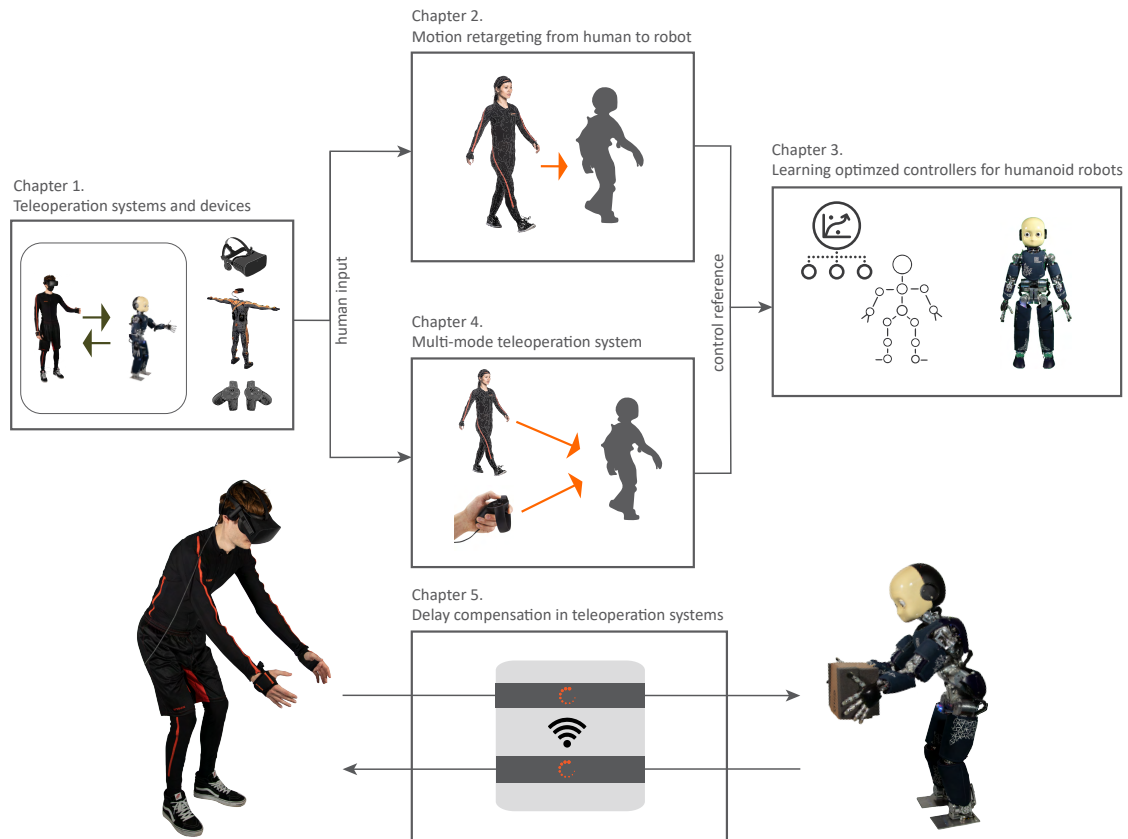 Chapter 2.
Motion retargeting from human to robot
Chapter 1.
Teleoperation systems and devices
human input
Chapter 4.
Multi-mode teleoperation system
control reference
Chapter 3.
Learning optimzed controllers for humanoid robots
Chapter 5.
Delay compensation in teleoperation systems